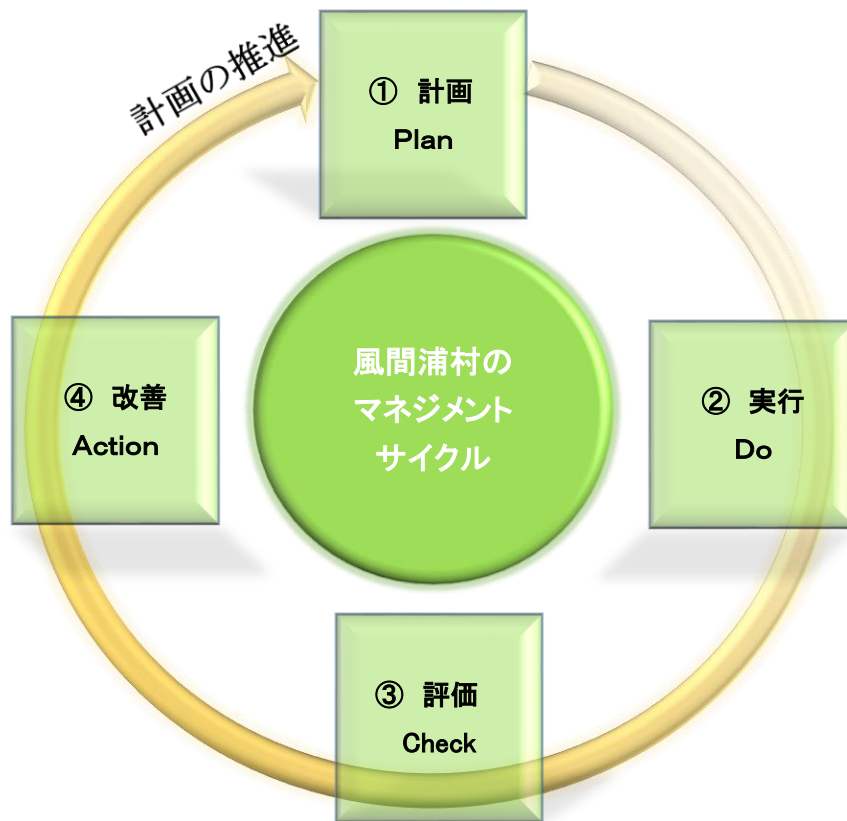 計画の推進
① 計画
Plan
② 実行
Do
③ 評価
Check
④ 改善
Action
風間浦村の
マネジメント
サイクル